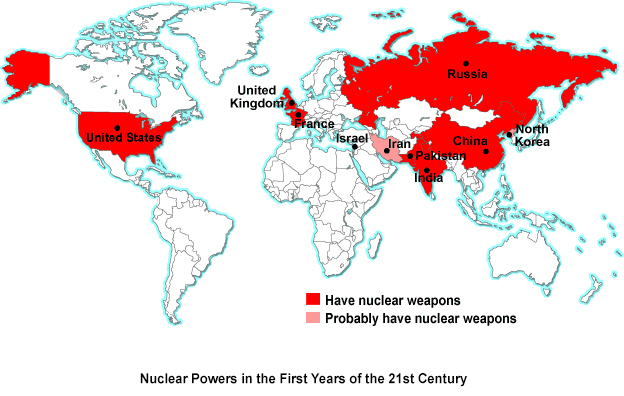 Russia
United
Kingdom
France
United States
Israel
Iran
Pakistan
India
China
North
Korea
Have nuclear weapons
Probably have nuclear weapons
Nuclear Powers in the First Years of the 21st Century